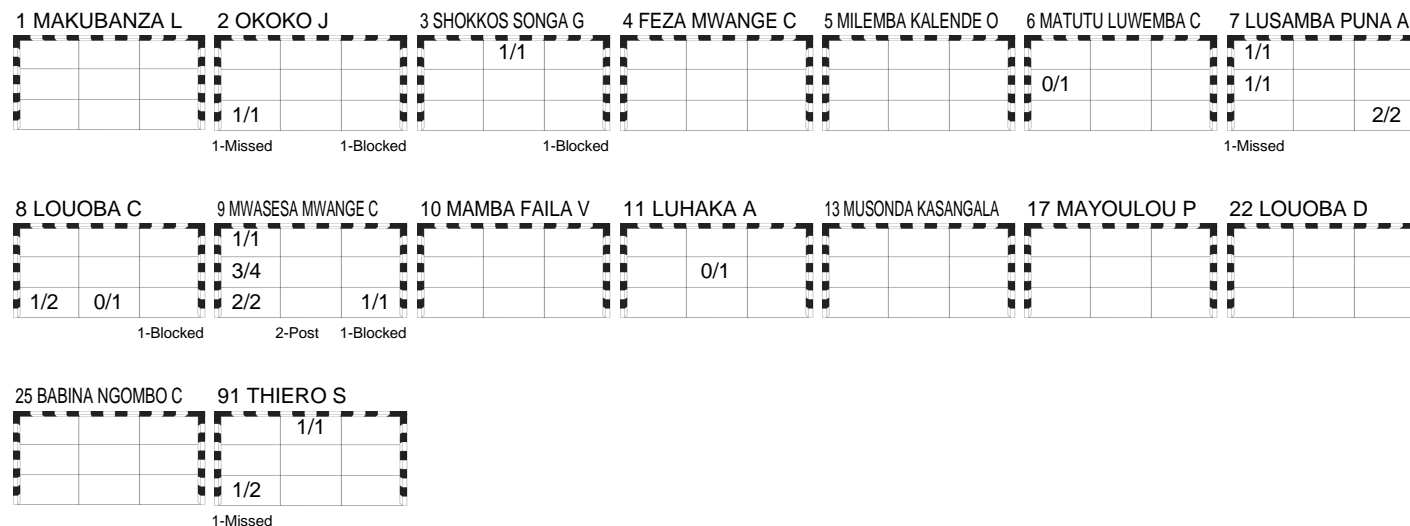 1 MAKUBANZA L 2 OKOKO J 3 SHOKKOS SONGA G 4 FEZA MWANGE C 5 MILEMBA KALENDE O 6 MATUTU LUWEMBA C 7 LUSAMBA PUNA A
1/1 1/1
0/1 1/1
1/1 2/2
1-Missed 1-Blocked 1-Blocked 1-Missed
8 LOUOBA C 9 MWASESA MWANGE C 10 MAMBA FAILA V 11 LUHAKA A 13 MUSONDA KASANGALA 17 MAYOULOU P 22 LOUOBA D
1/1
3/4 0/1
1/2 0/1 2/2 1/1
1-Blocked 2-Post 1-Blocked
25 BABINA NGOMBO C 91 THIERO S
1/1
1/2
1-Missed